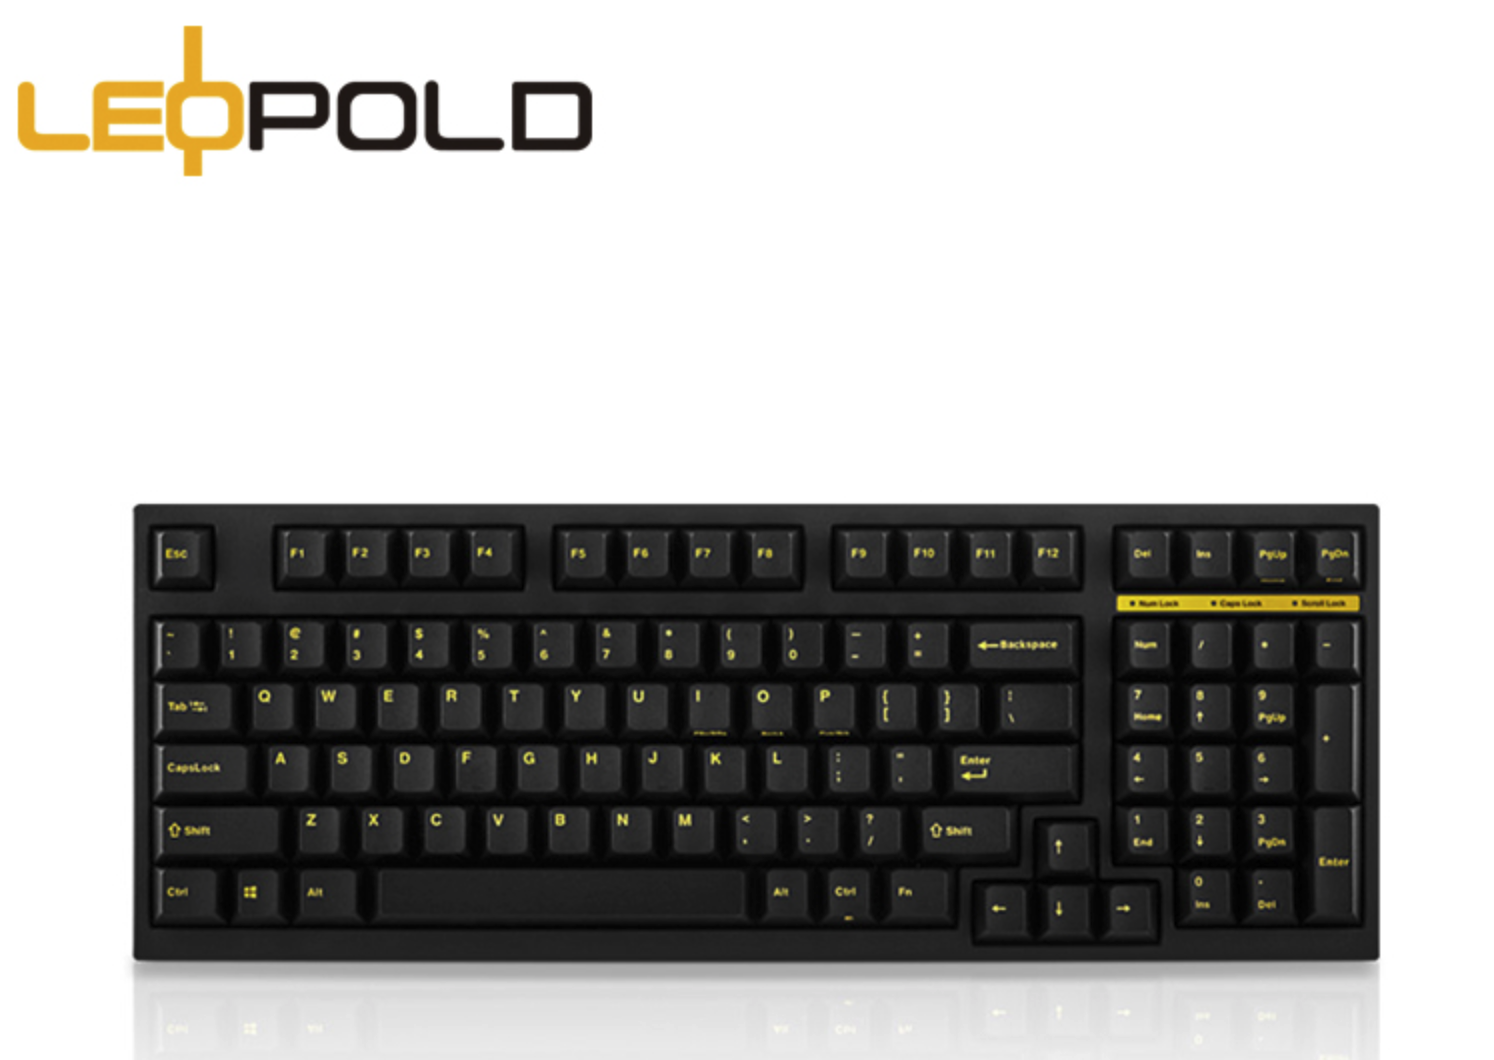 LEOPOLD
Esc F1 F2 F3 F4 F5 F6 F7 F8 F9 F10 F11 F12 Del Ins PgUp PgDn
Num Lock Caps Lock Scroll Lock
~ ! @ # $ % ^ & * ( ) — +
` 1 2 3 4 5 6 7 8 9 0 - = ←Backspace Num / * −
Tab Q W E R T Y U I O P { } 7 8 9
[ ] \ Home ↑ PgUp +
CapsLock A S D F G H J K L : " Enter 4 5 6
; ' ← →
Shift Z X C V B N M < > ? Shift ↑ 1 2 3
, . / End ↓ PgDn Enter
Ctrl Alt Alt Ctrl Fn ← ↓ → 0 .
Ins Del